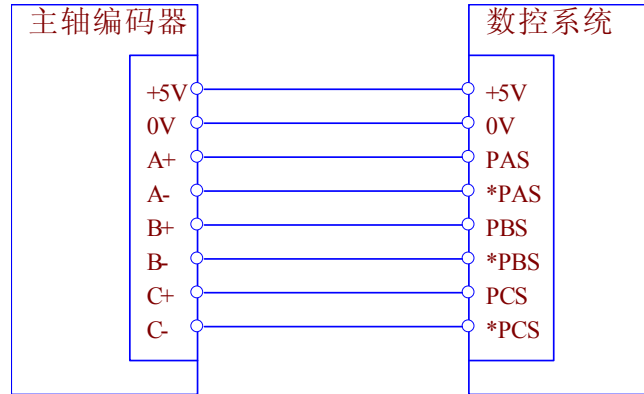 主轴编码器 数控系统
+5V +5V
0V 0V
A+ PAS
A- *PAS
B+ PBS
B- *PBS
C+ PCS
C- *PCS